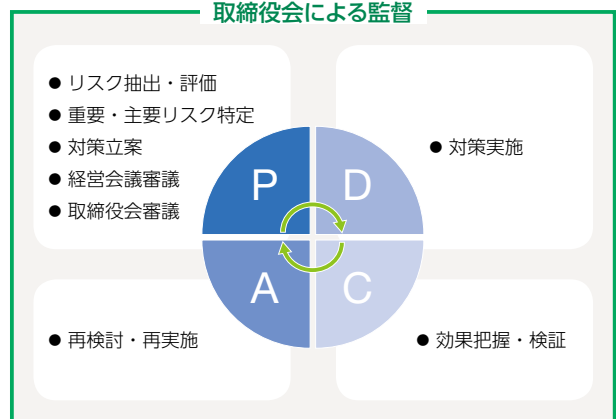 取締役会による監督
● リスク抽出・評価
● 重要・主要リスク特定
● 対策立案
● 経営会議審議
● 取締役会審議
● 対策実施
P
D
A
C
● 再検討・再実施
● 効果把握・検証